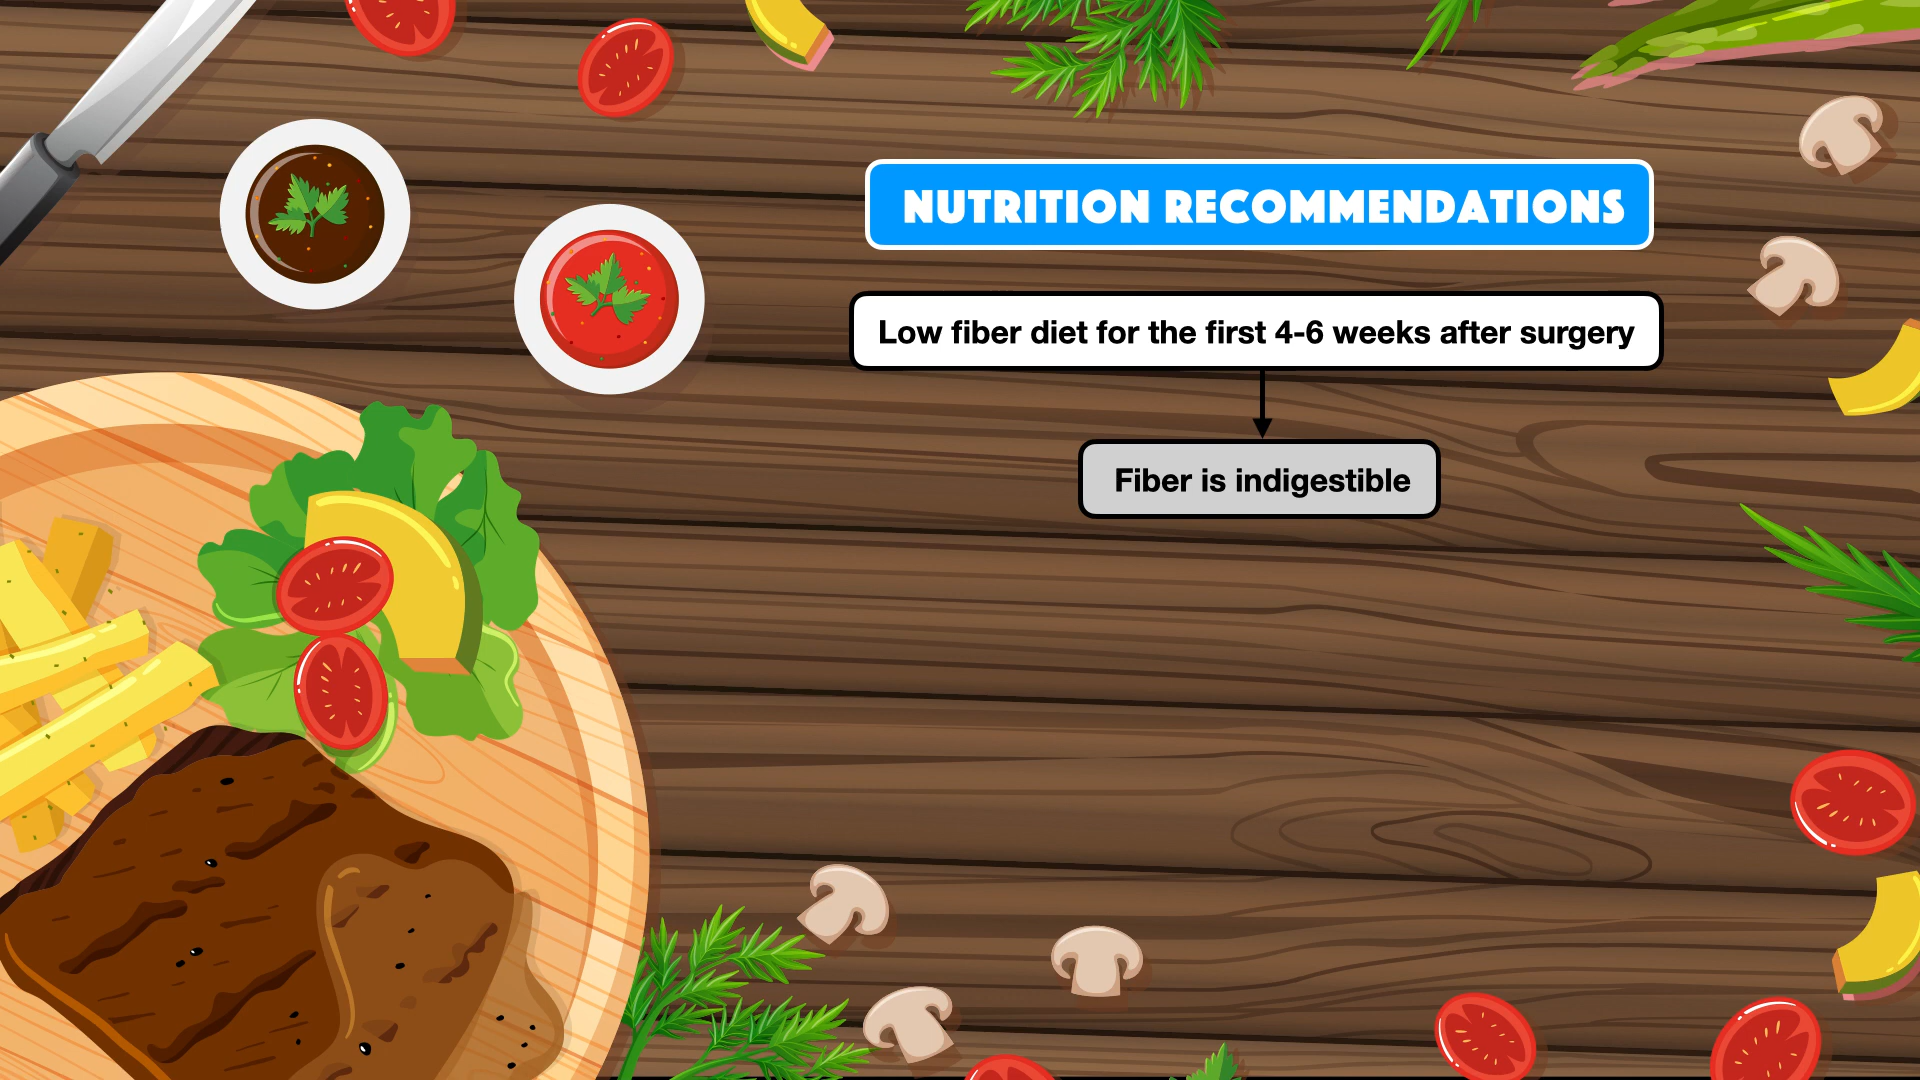 NUTRITION RECOMMENDATIONS
Low fiber diet for the first 4-6 weeks after surgery
Fiber is indigestible